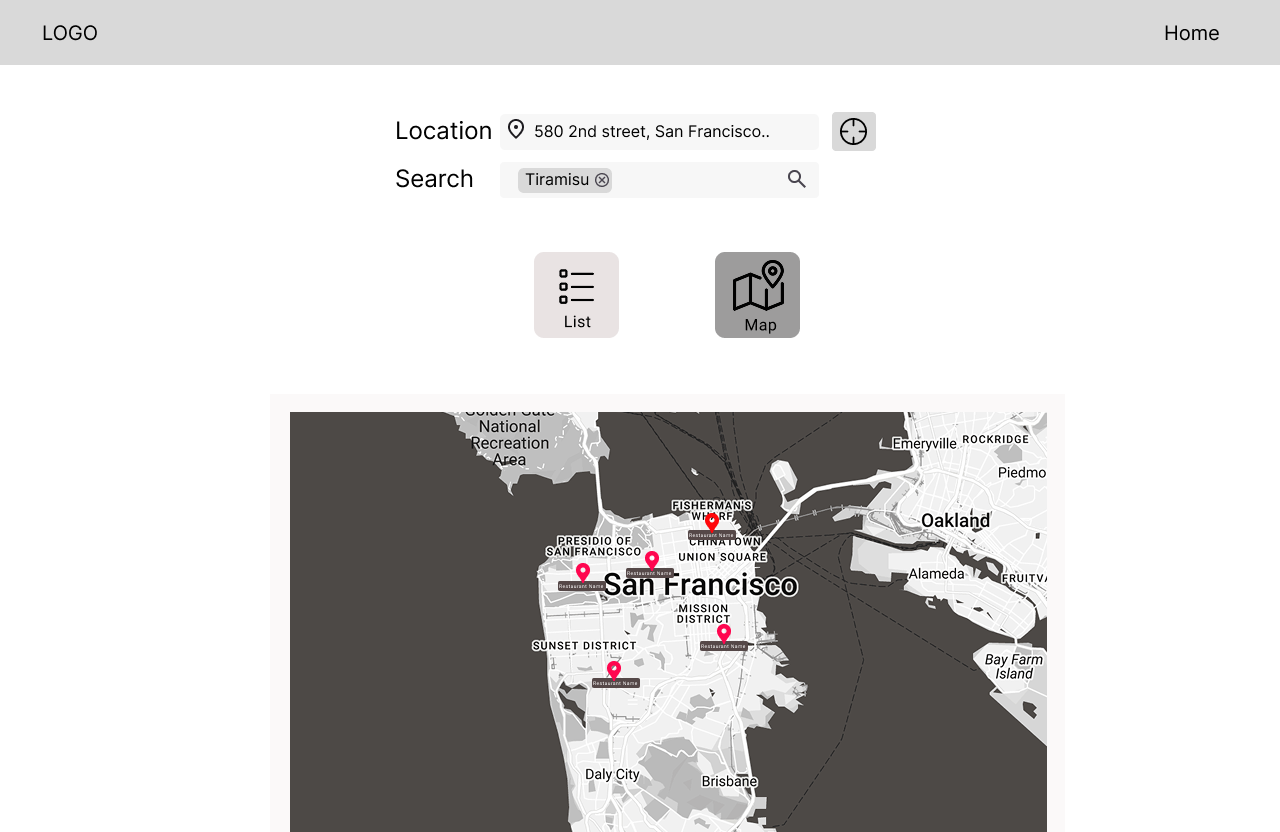 LOGO
Home
Location
580 2nd street, San Francisco..
Search
Tiramisu
List
Map
Golden Gate
National
Recreation
Area
Emeryville
ROCKRIDGE
Piedmo
FISHERMAN'S
WHARF
Restaurant Name
CHINATOWN
Oakland
PRESIDIO OF
SAN FRANCISCO
UNION SQUARE
Restaurant Name
Restaurant Name
San Francisco
Alameda
FRUITVA
MISSION
DISTRICT
SUNSET DISTRICT
Restaurant Name
Bay Farm
Island
Restaurant Name
Daly City
Brisbane